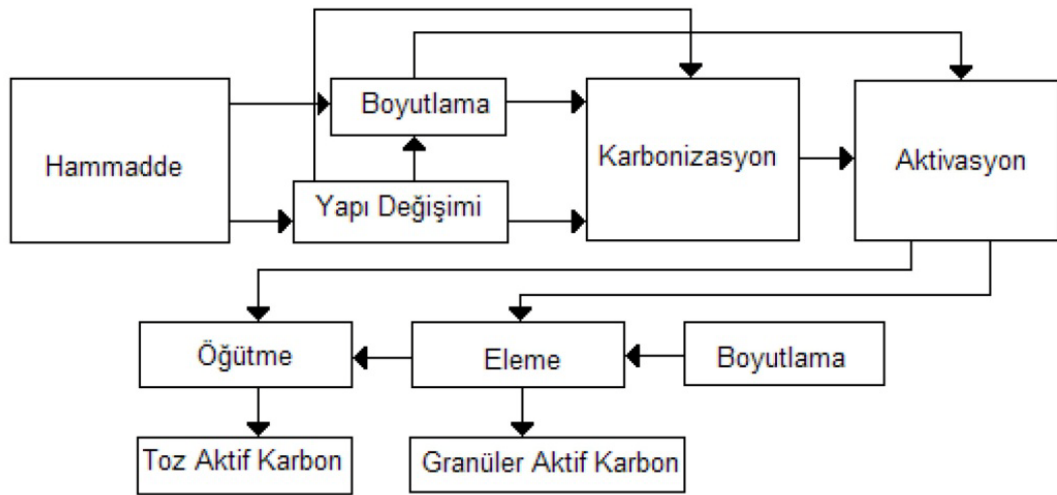 Hammadde
Boyutlama
Yapı Değişimi
Karbonizasyon
Aktivasyon
Öğütme
Eleme
Boyutlama
Toz Aktif Karbon
Granüler Aktif Karbon